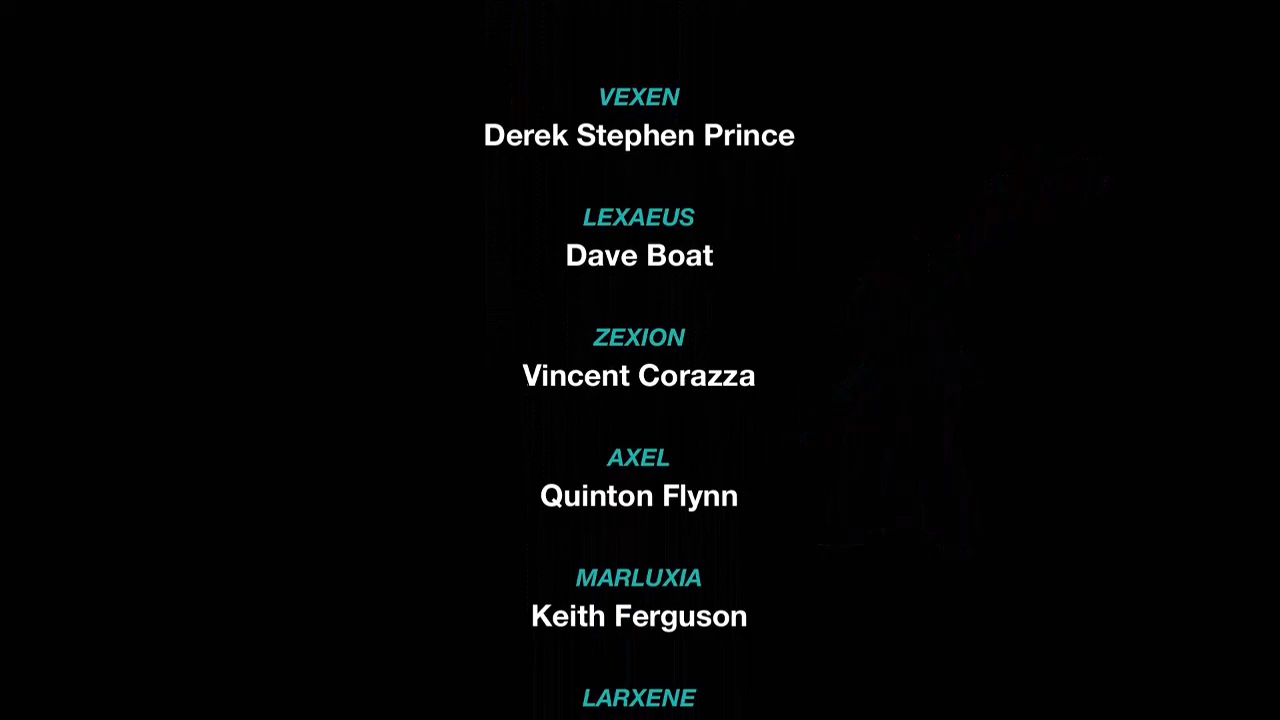 VEXEN
Derek Stephen Prince
LEXAEUS
Dave Boat
ZEXION
Vincent Corazza
AXEL
Quinton Flynn
MARLUXIA
Keith Ferguson
LARXENE